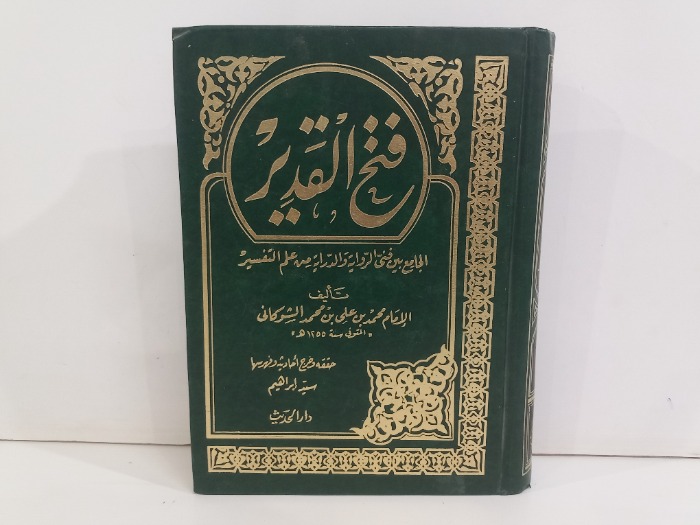 فتح القدير
الجامع بين فني الرواية والدراية من علم التفسير
تأليف
الإمام محمد بن علي بن محمد الشوكاني
« المتوفى سنة ١٢٥٥ هـ »
حققه وخرج أحاديثه وفهرسها
سيد إبراهيم
دار الحديث